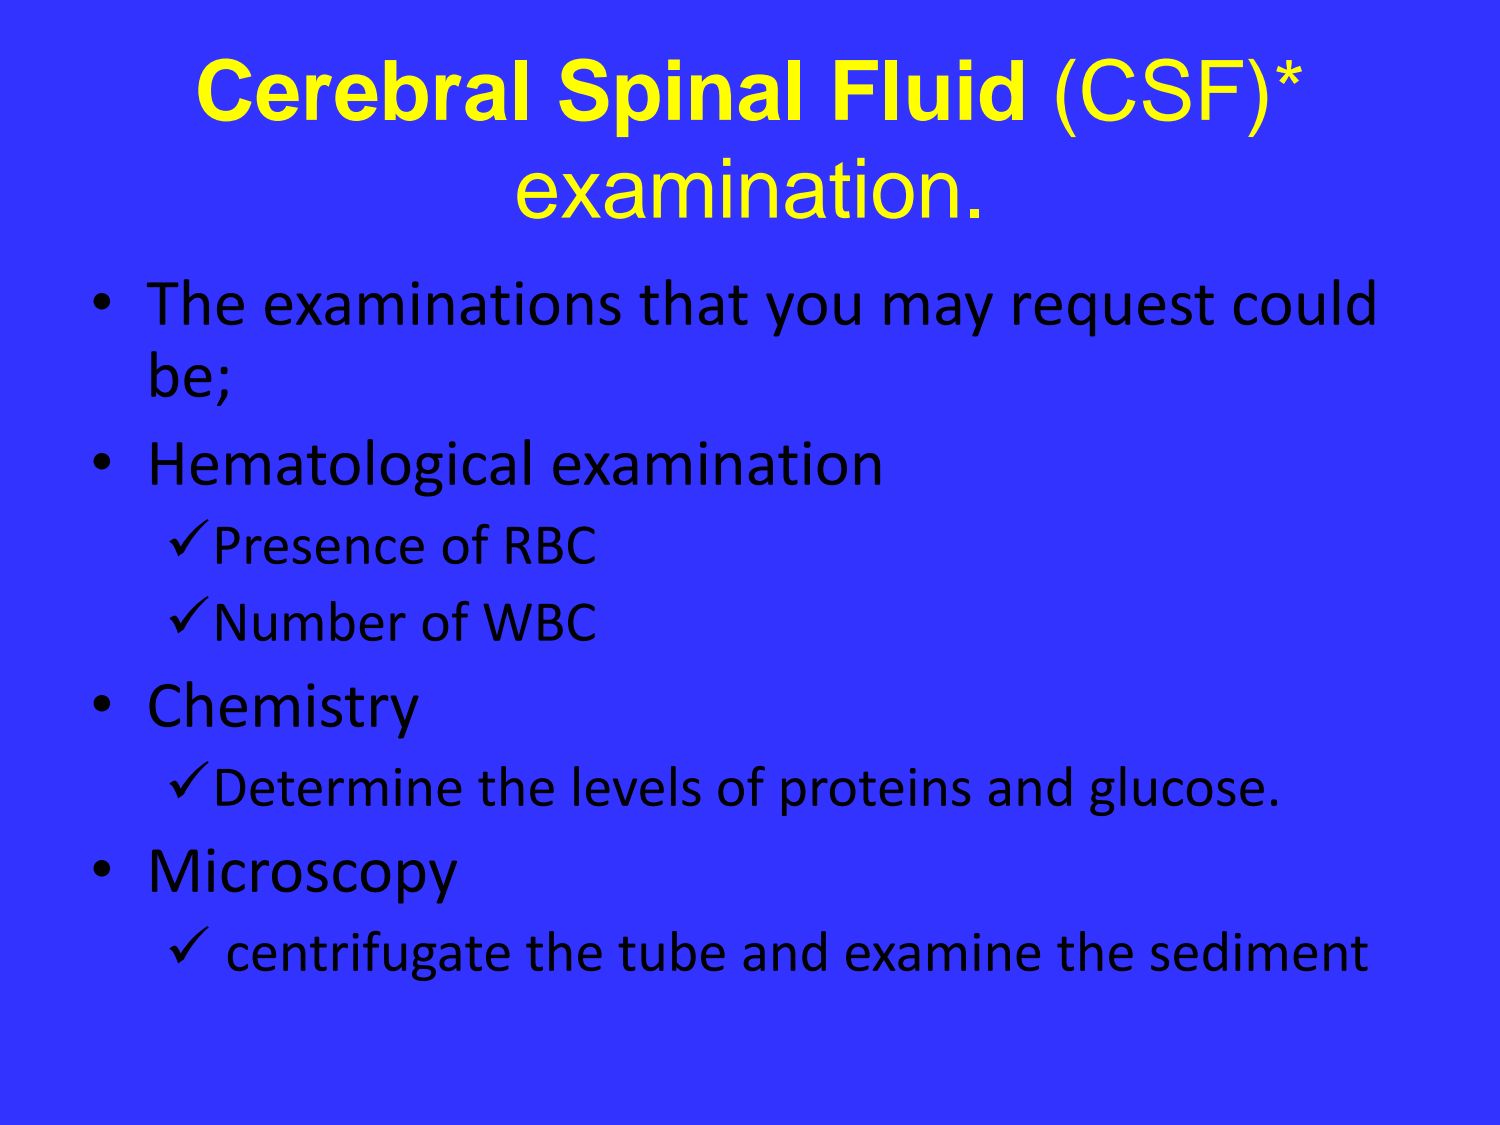 Cerebral Spinal Fluid (CSF)*
examination.
• The examinations that you may request could
be;
• Hematological examination
✓Presence of RBC
✓Number of WBC
• Chemistry
✓Determine the levels of proteins and glucose.
• Microscopy
✓ centrifugate the tube and examine the sediment